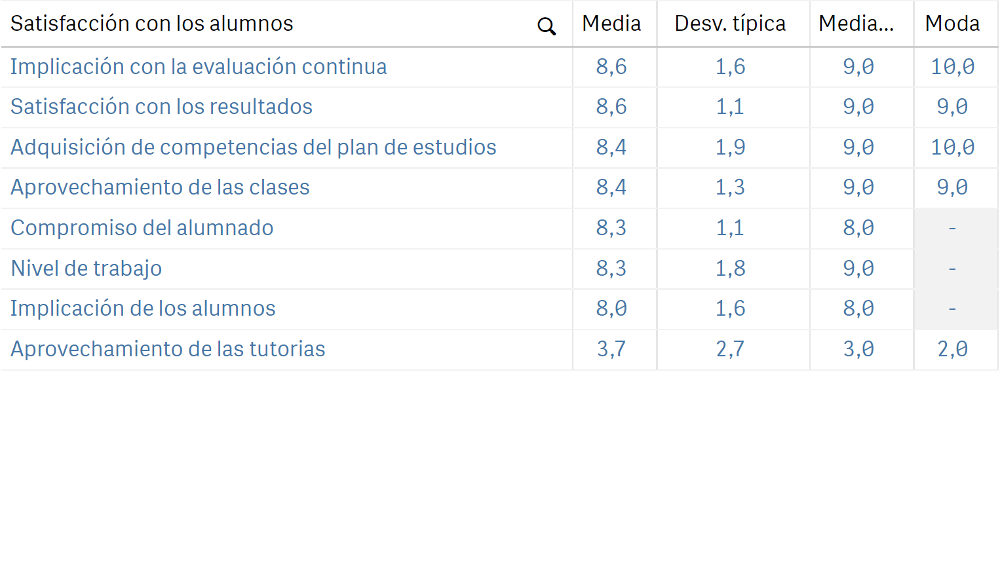 Satisfacción con los alumnos Media Desv. típica Media... Moda
Implicación con la evaluación continua 8,6 1,6 9,0 10,0
Satisfacción con los resultados 8,6 1,1 9,0 9,0
Adquisición de competencias del plan de estudios 8,4 1,9 9,0 10,0
Aprovechamiento de las clases 8,4 1,3 9,0 9,0
Compromiso del alumnado 8,3 1,1 8,0 -
Nivel de trabajo 8,3 1,8 9,0 -
Implicación de los alumnos 8,0 1,6 8,0 -
Aprovechamiento de las tutorias 3,7 2,7 3,0 2,0